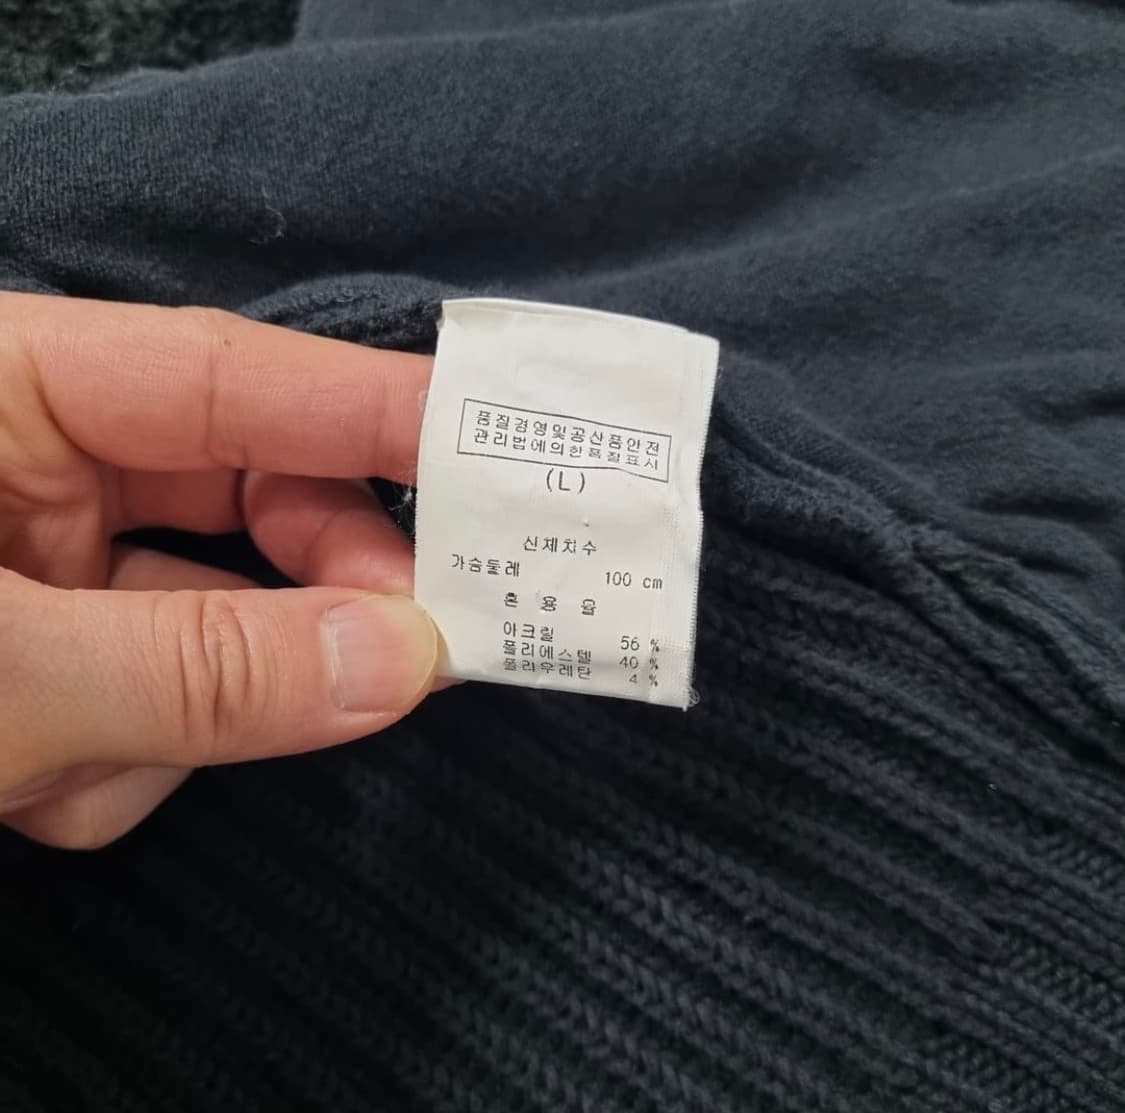 품질경영및공산품안전
관리법에의한품질표시
(L)
신체치수
가슴둘레 100 cm
혼 용 율
아크릴 56 %
폴리에스텔 40 %
폴리우레탄 4 %